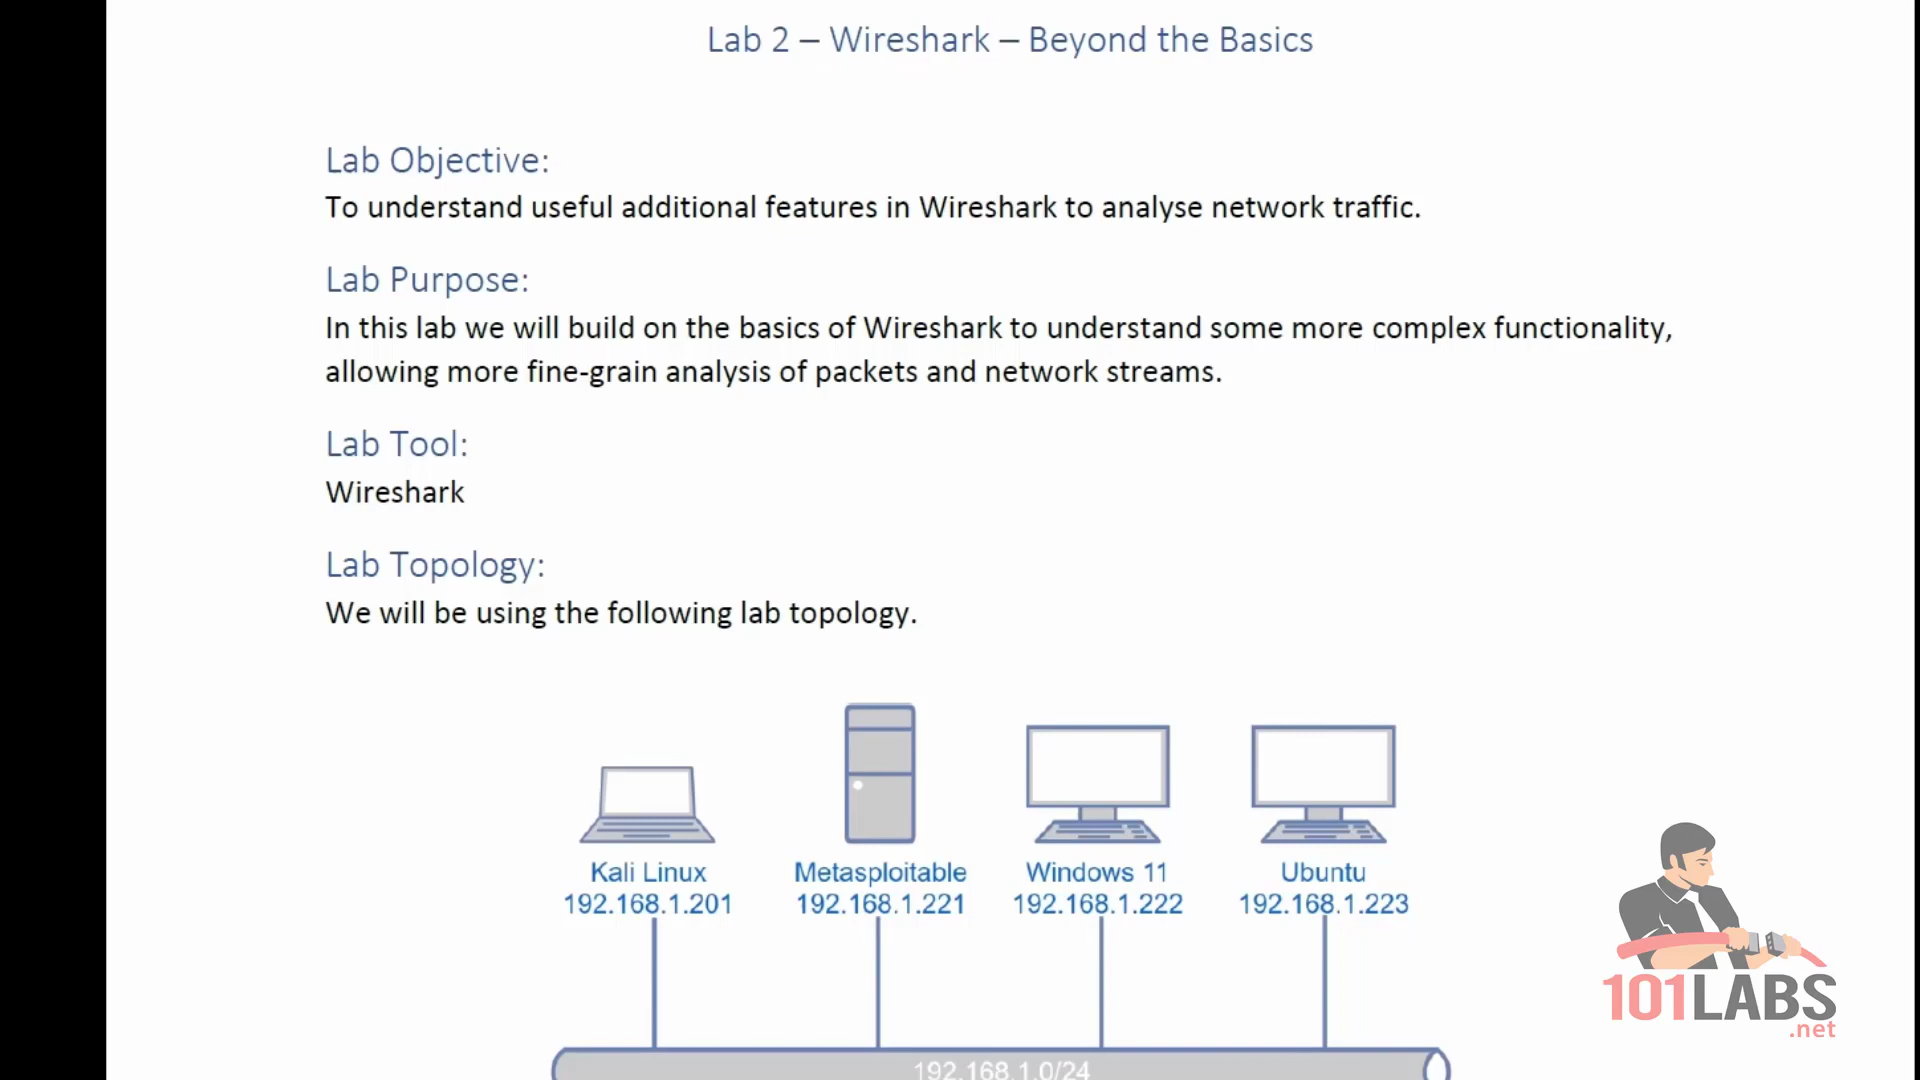 Lab 2 – Wireshark – Beyond the Basics
Lab Objective:
To understand useful additional features in Wireshark to analyse network traffic.
Lab Purpose:
In this lab we will build on the basics of Wireshark to understand some more complex functionality,
allowing more fine-grain analysis of packets and network streams.
Lab Tool:
Wireshark
Lab Topology:
We will be using the following lab topology.
Kali Linux
192.168.1.201
Metasploitable
192.168.1.221
Windows 11
192.168.1.222
Ubuntu
192.168.1.223
192.168.1.0/24
101LABS
.net